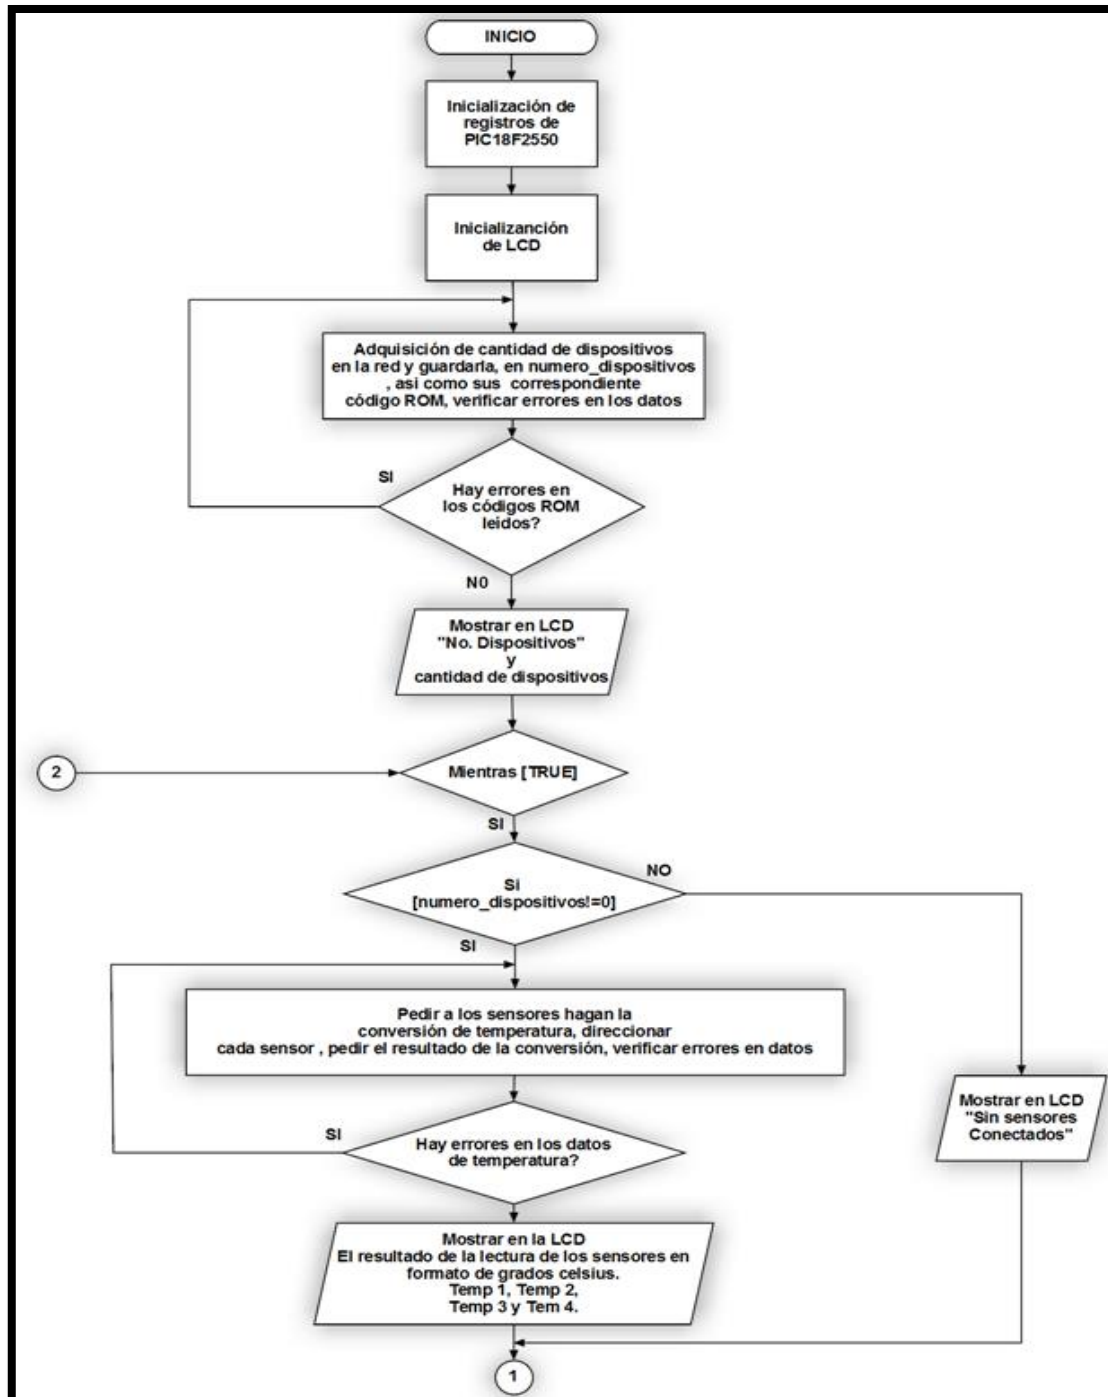 INICIO
Inicialización de
registros de
PIC18F2550
Inicializanción
de LCD
Adquisición de cantidad de dispositivos
en la red y guardarla, en numero_dispositivos
, asi como sus correspondiente
código ROM, verificar errores en los datos
SI
Hay errores en
los códigos ROM
leídos?
N0
Mostrar en LCD
"No. Dispositivos"
y
cantidad de dispositivos
2
Mientras [TRUE]
SI
NO
Si
[numero_dispositivos!=0]
SI
Pedir a los sensores hagan la
conversión de temperatura, direccionar
cada sensor , pedir el resultado de la conversión, verificar errores en datos
Mostrar en LCD
"Sin sensores
Conectados"
SI
Hay errores en los datos
de temperatura?
Mostrar en la LCD
El resultado de la lectura de los sensores en
formato de grados celsius.
Temp 1, Temp 2,
Temp 3 y Tem 4.
1